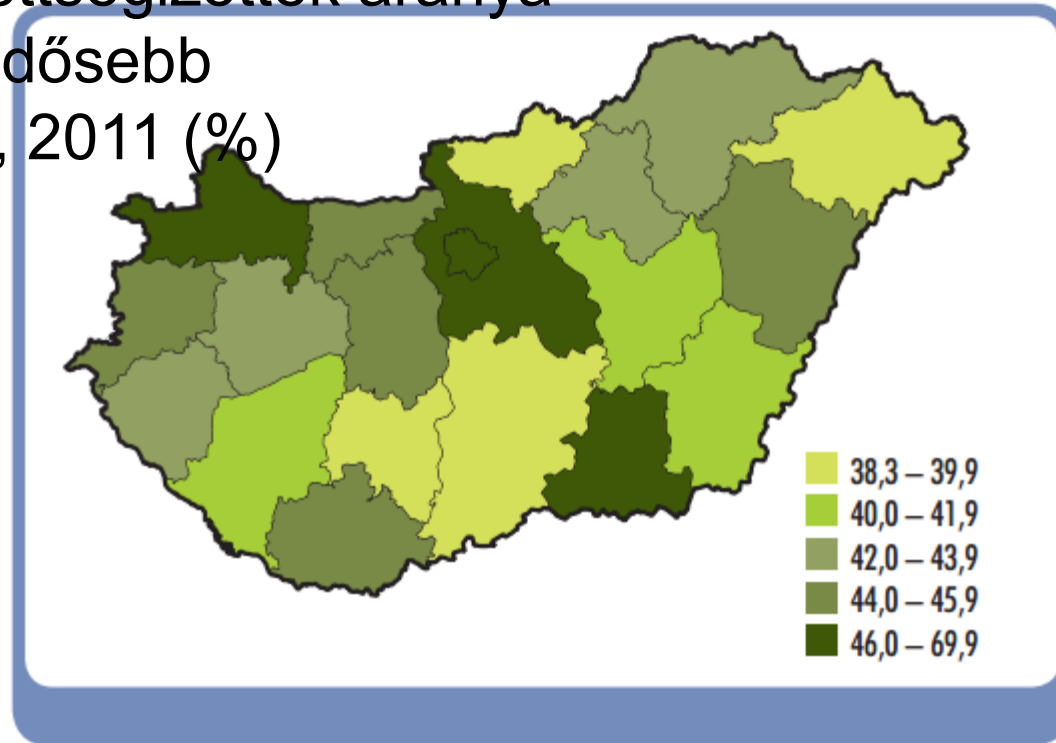 aránya
dősebb
, 2011 (%)
38,3 – 39,9
40,0 – 41,9
42,0 – 43,9
44,0 – 45,9
46,0 – 69,9